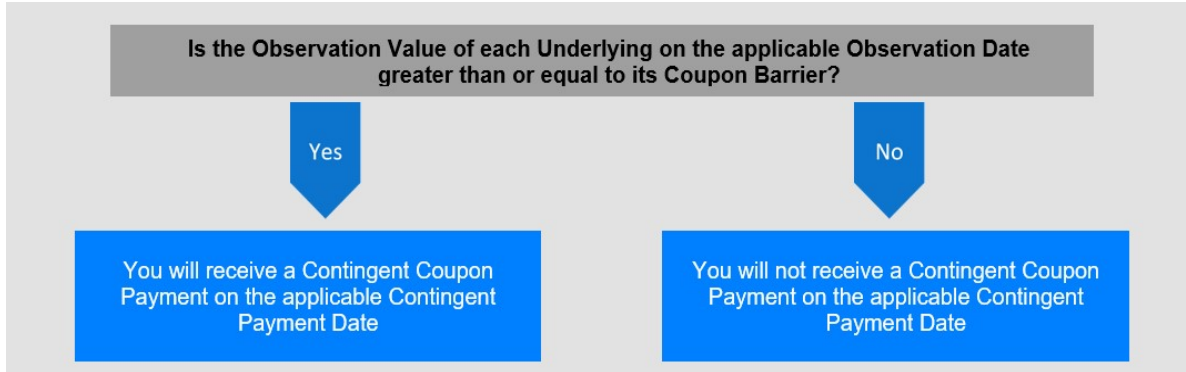 Is the Observation Value of each Underlying on the applicable Observation Date
greater than or equal to its Coupon Barrier?
Yes
No
You will receive a Contingent Coupon
Payment on the applicable Contingent
Payment Date
You will not receive a Contingent Coupon
Payment on the applicable Contingent
Payment Date